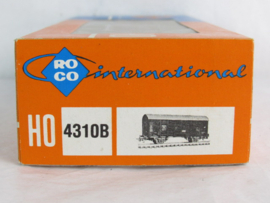 ROCO international
HO 4310B